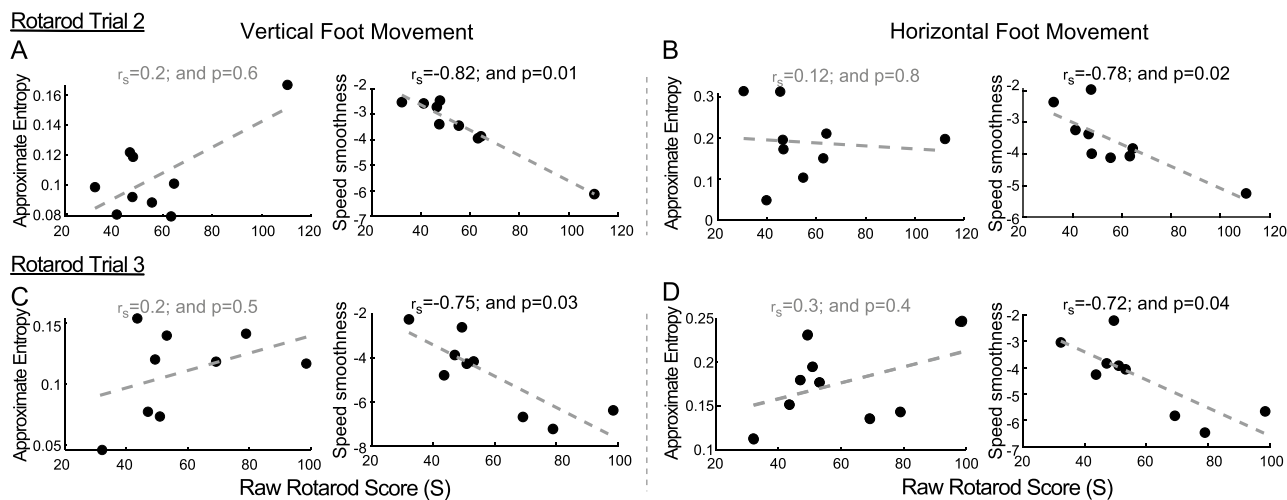 Rotarod Trial 2
Vertical Foot Movement
Horizontal Foot Movement
A
rs=0.2; and p=0.6
Approximate Entropy
0.16
0.14
0.12
0.1
0.08
20 40 60 80 100 120
rs=-0.82; and p=0.01
Speed smoothness
-2
-3
-4
-5
-6
-7
20 40 60 80 100 120
B
rs=0.12; and p=0.8
Approximate Entropy
0.3
0.2
0.1
0
20 40 60 80 100 120
rs=-0.78; and p=0.02
Speed smoothness
-2
-3
-4
-5
-6
20 40 60 80 100 120
Rotarod Trial 3
C
rs=0.2; and p=0.5
Approximate Entropy
0.15
0.1
0.05
20 40 60 80 100
rs=-0.75; and p=0.03
Speed smoothness
-2
-4
-6
-8
20 40 60 80 100
Raw Rotarod Score (S)
D
rs=0.3; and p=0.4
Approximate Entropy
0.25
0.2
0.15
0.1
20 40 60 80 100
rs=-0.72; and p=0.04
Speed smoothness
-2
-3
-4
-5
-6
-7
20 40 60 80 100
Raw Rotarod Score (S)